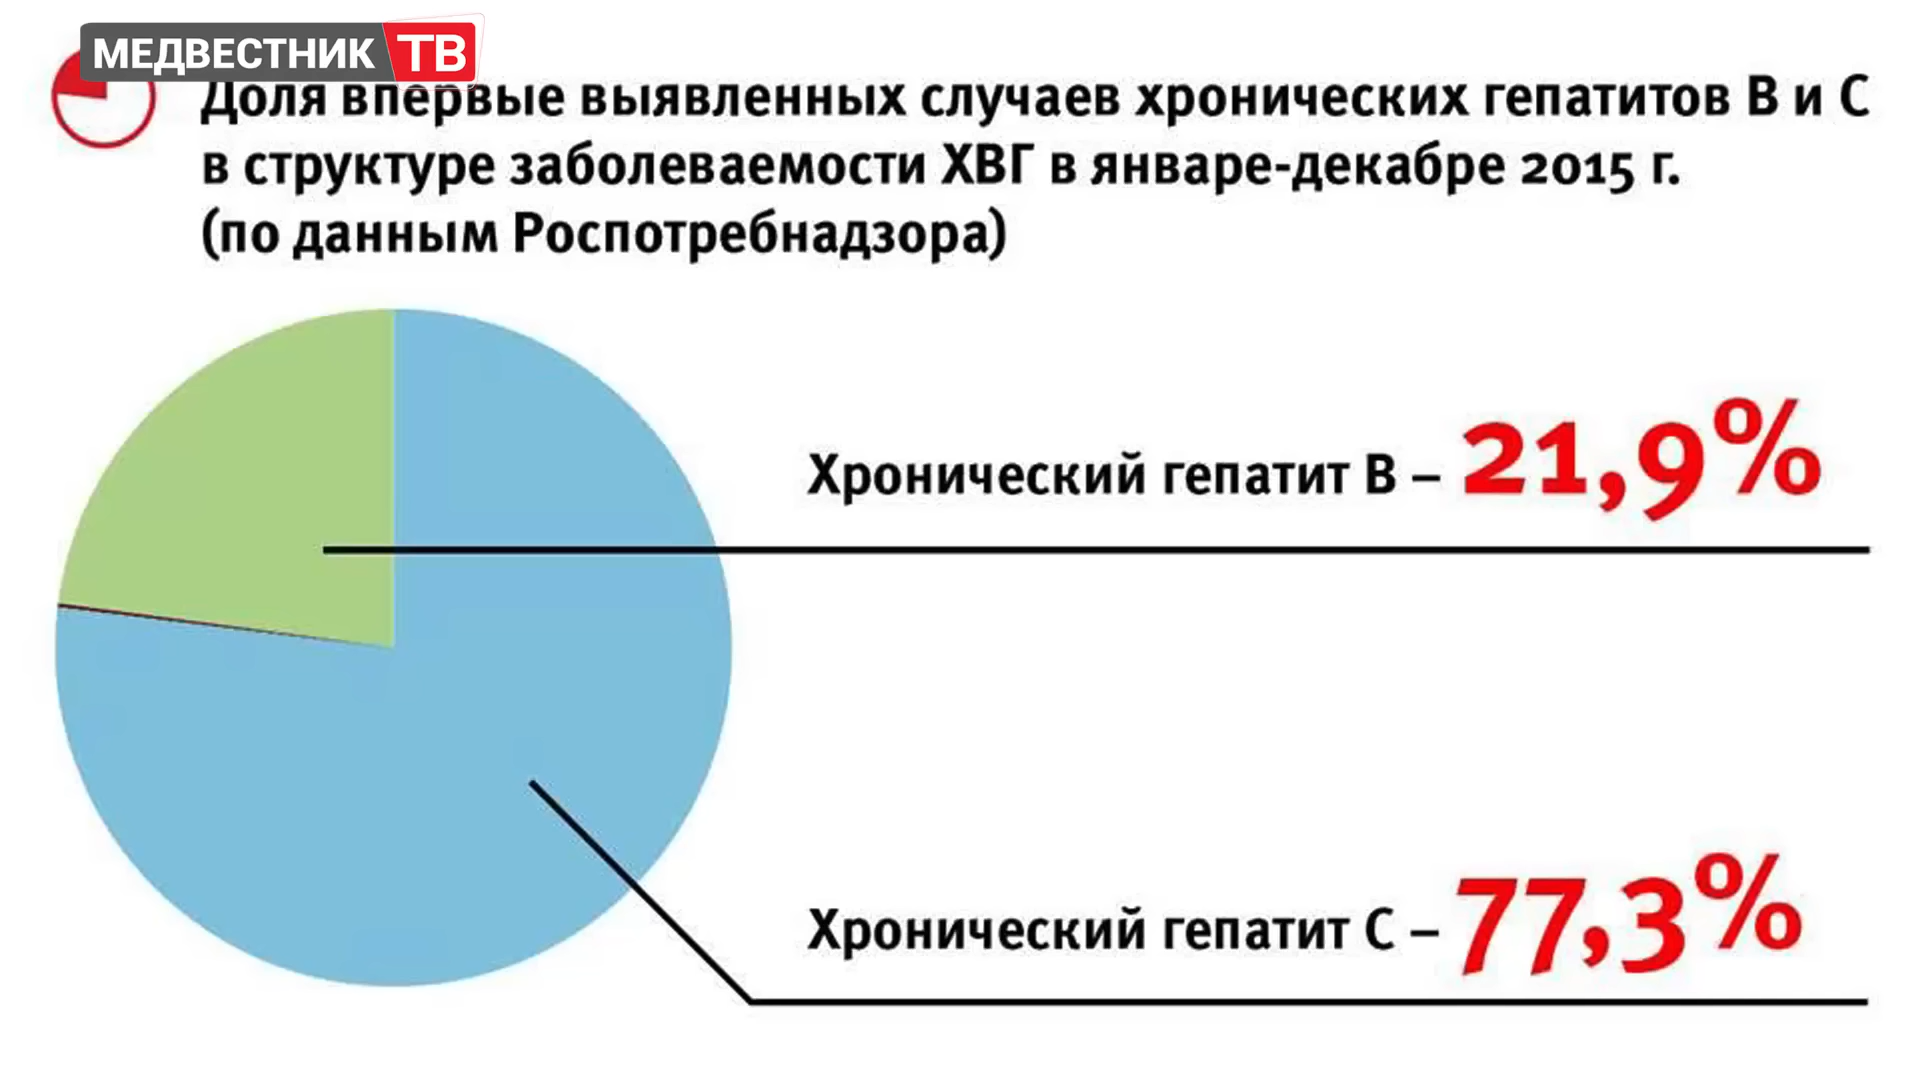 МЕДВЕСТНИК ТВ
Доля впервые выявленных случаев хронических гепатитов В и С
в структуре заболеваемости ХВГ в январе-декабре 2015 г.
(по данным Роспотребнадзора)
Хронический гепатит В – 21,9%
Хронический гепатит С – 77,3%